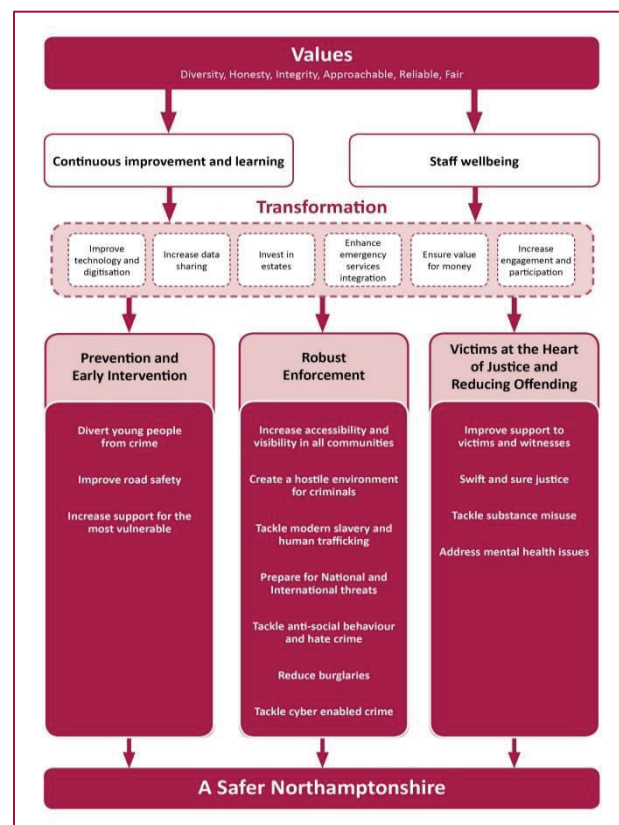 Values
Diversity, Honesty, Integrity, Approachable, Reliable, Fair
Continuous improvement and learning
Staff wellbeing
Transformation
Improve
technology and
digitisation
Increase data
sharing
Invest in
estates
Enhance
emergency
services
integration
Ensure value
for money
Increase
engagement and
participation
Prevention and
Early Intervention
Divert young people
from crime
Improve road safety
Increase support for the
most vulnerable
Robust
Enforcement
Increase accessibility and
visibility in all communities
Create a hostile environment
for criminals
Tackle modern slavery and
human trafficking
Prepare for National and
International threats
Tackle anti-social behaviour
and hate crime
Reduce burglaries
Tackle cyber enabled crime
Victims at the Heart
of Justice and
Reducing Offending
Improve support to
victims and witnesses
Swift and sure justice
Tackle substance misuse
Address mental health issues
A Safer Northamptonshire